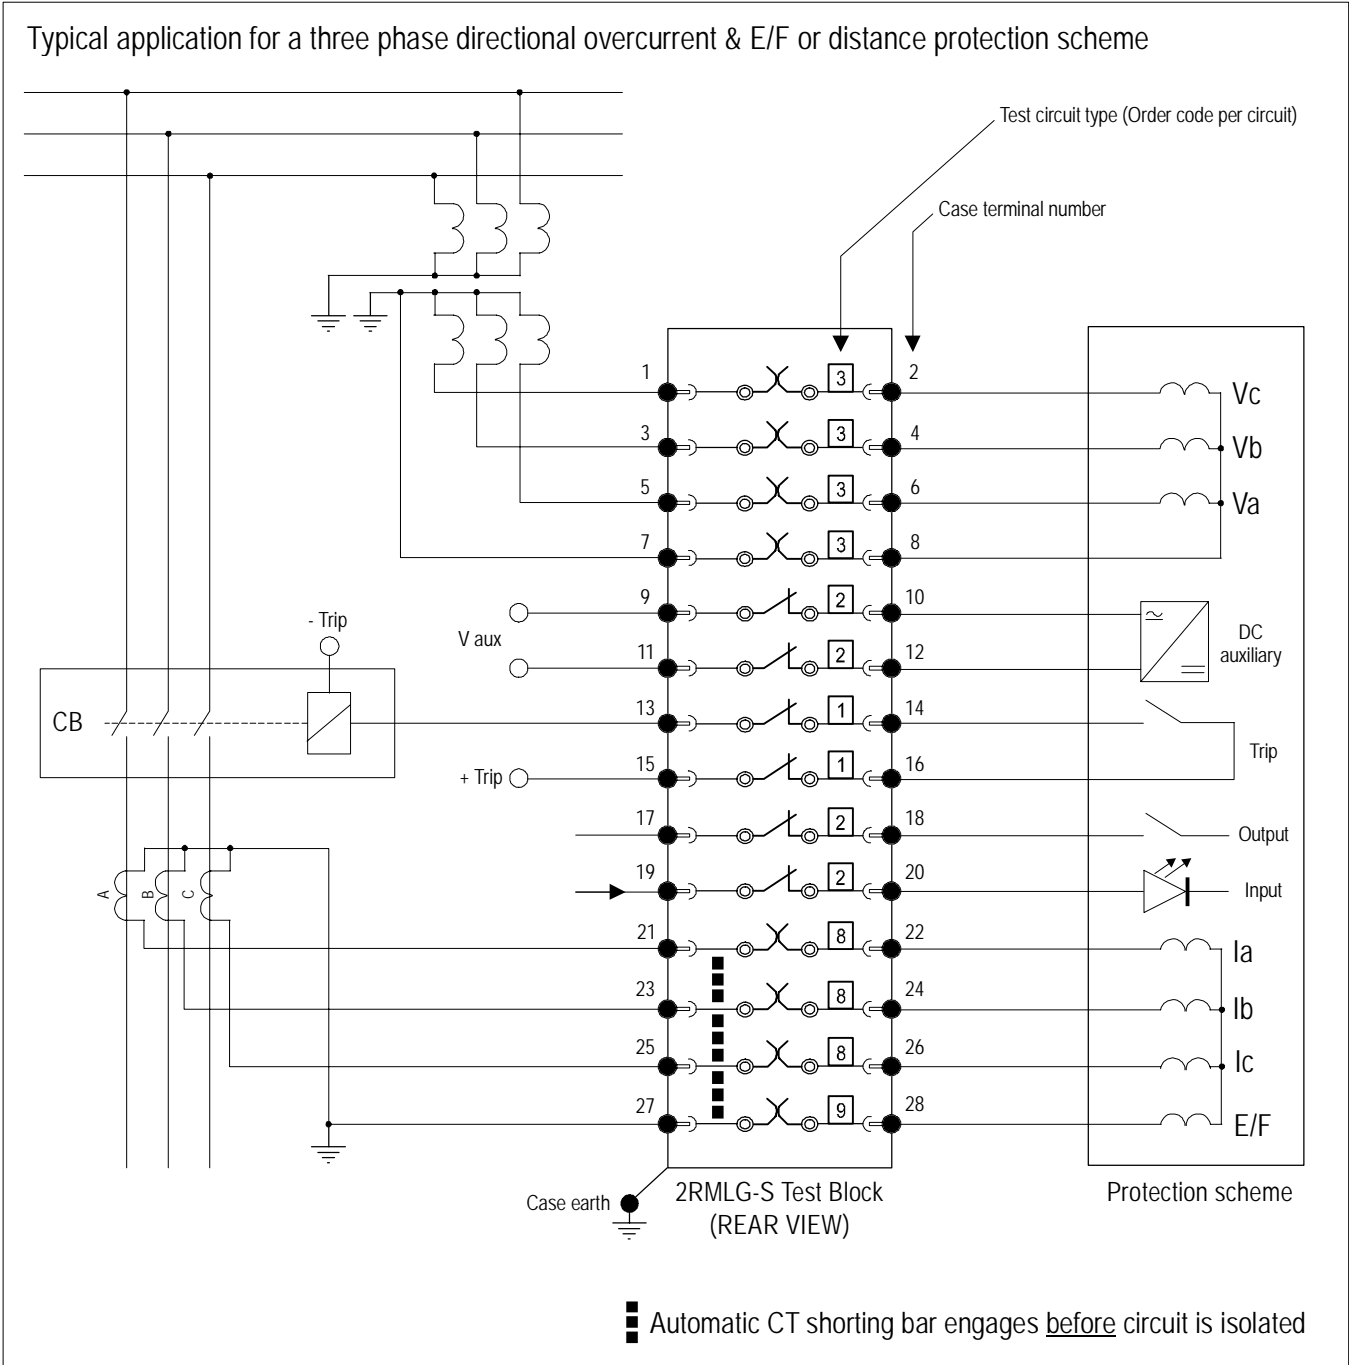 Typical application for a three phase directional overcurrent & E/F or distance protection scheme
Test circuit type (Order code per circuit)
Case terminal number
1 3 2 Vc
3 3 4 Vb
5 3 6 Va
7 3 8
- Trip
V aux
9 2 10
11 2 12
DC
auxiliary
CB
13 1 14
+ Trip
15 1 16
Trip
17 2 18 Output
19 2 20 Input
A B C
21 8 22 Ia
23 8 24 Ib
25 8 26 Ic
27 9 28 E/F
Case earth
2RMLG-S Test Block
(REAR VIEW)
Protection scheme
Automatic CT shorting bar engages before circuit is isolated